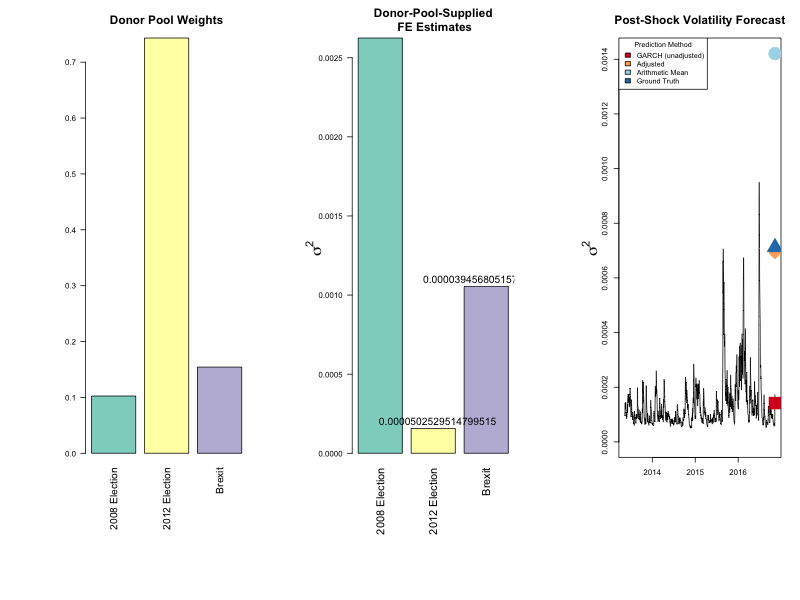 Donor Pool Weights
0.7
0.6
0.5
0.4
0.3
0.2
0.1
0.0
2008 Election
2012 Election
Brexit
Donor-Pool-Supplied
FE Estimates
σ2
0.0025
0.0020
0.0015
0.0010
0.0005
0.0000
0.000039456805157
0.0000502529514799515
2008 Election
2012 Election
Brexit
Post-Shock Volatility Forecast
σ2
0.0014
0.0012
0.0010
0.0008
0.0006
0.0004
0.0002
0.0000
Prediction Method
GARCH (unadjusted)
Adjusted
Arithmetic Mean
Ground Truth
2014 2015 2016